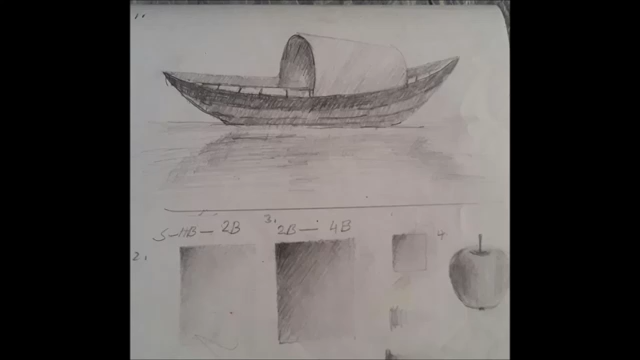 1.
3.
S-HB — 2B
2B — 4B
4
2.